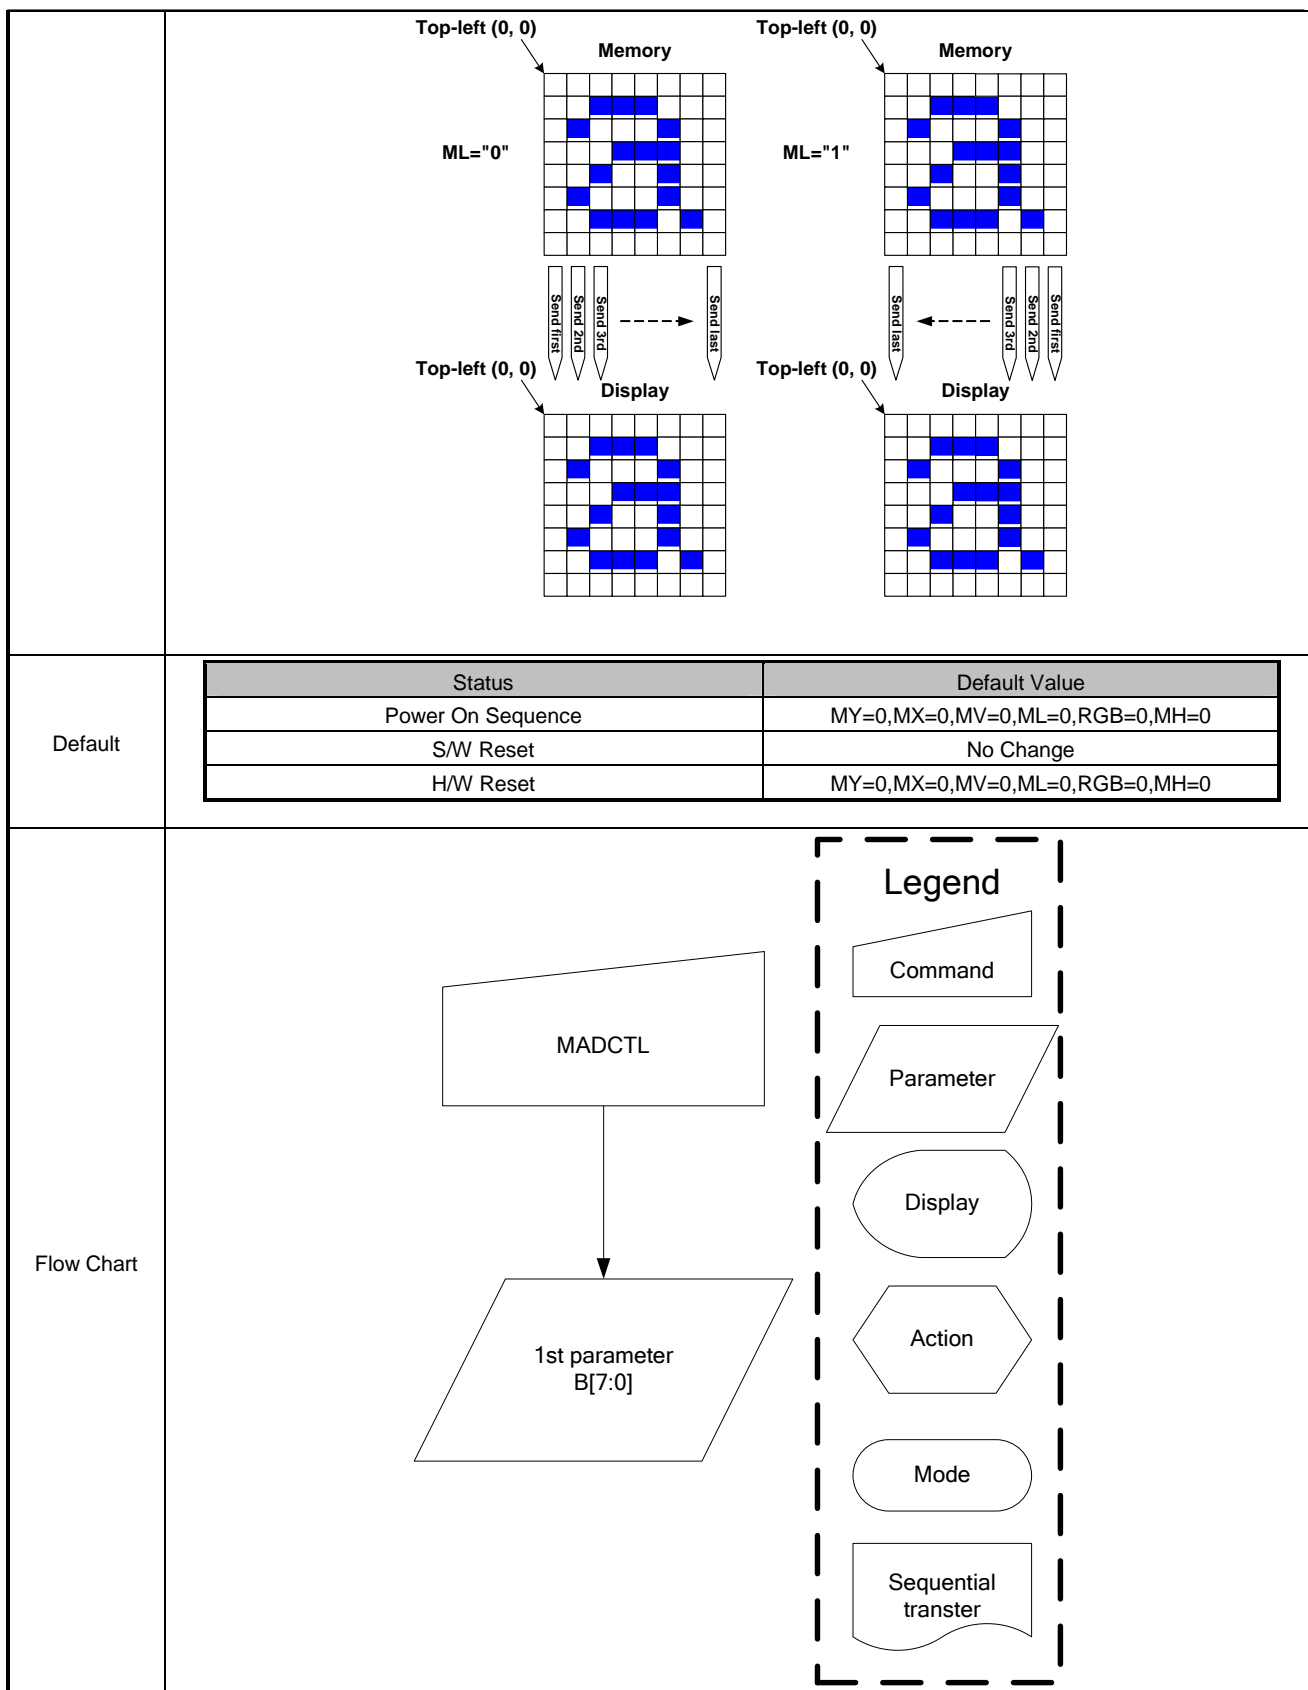 Top-left (0, 0)
Memory
ML="0"
Send first
Send 2nd
Send 3rd
Send last
Top-left (0, 0)
Display
Top-left (0, 0)
Memory
ML="1"
Send last
Send 3rd
Send 2nd
Send first
Top-left (0, 0)
Display
Default
Status Default Value
Power On Sequence MY=0,MX=0,MV=0,ML=0,RGB=0,MH=0
S/W Reset No Change
H/W Reset MY=0,MX=0,MV=0,ML=0,RGB=0,MH=0
Flow Chart
MADCTL
1st parameter
B[7:0]
Legend
Command
Parameter
Display
Action
Mode
Sequential
transter